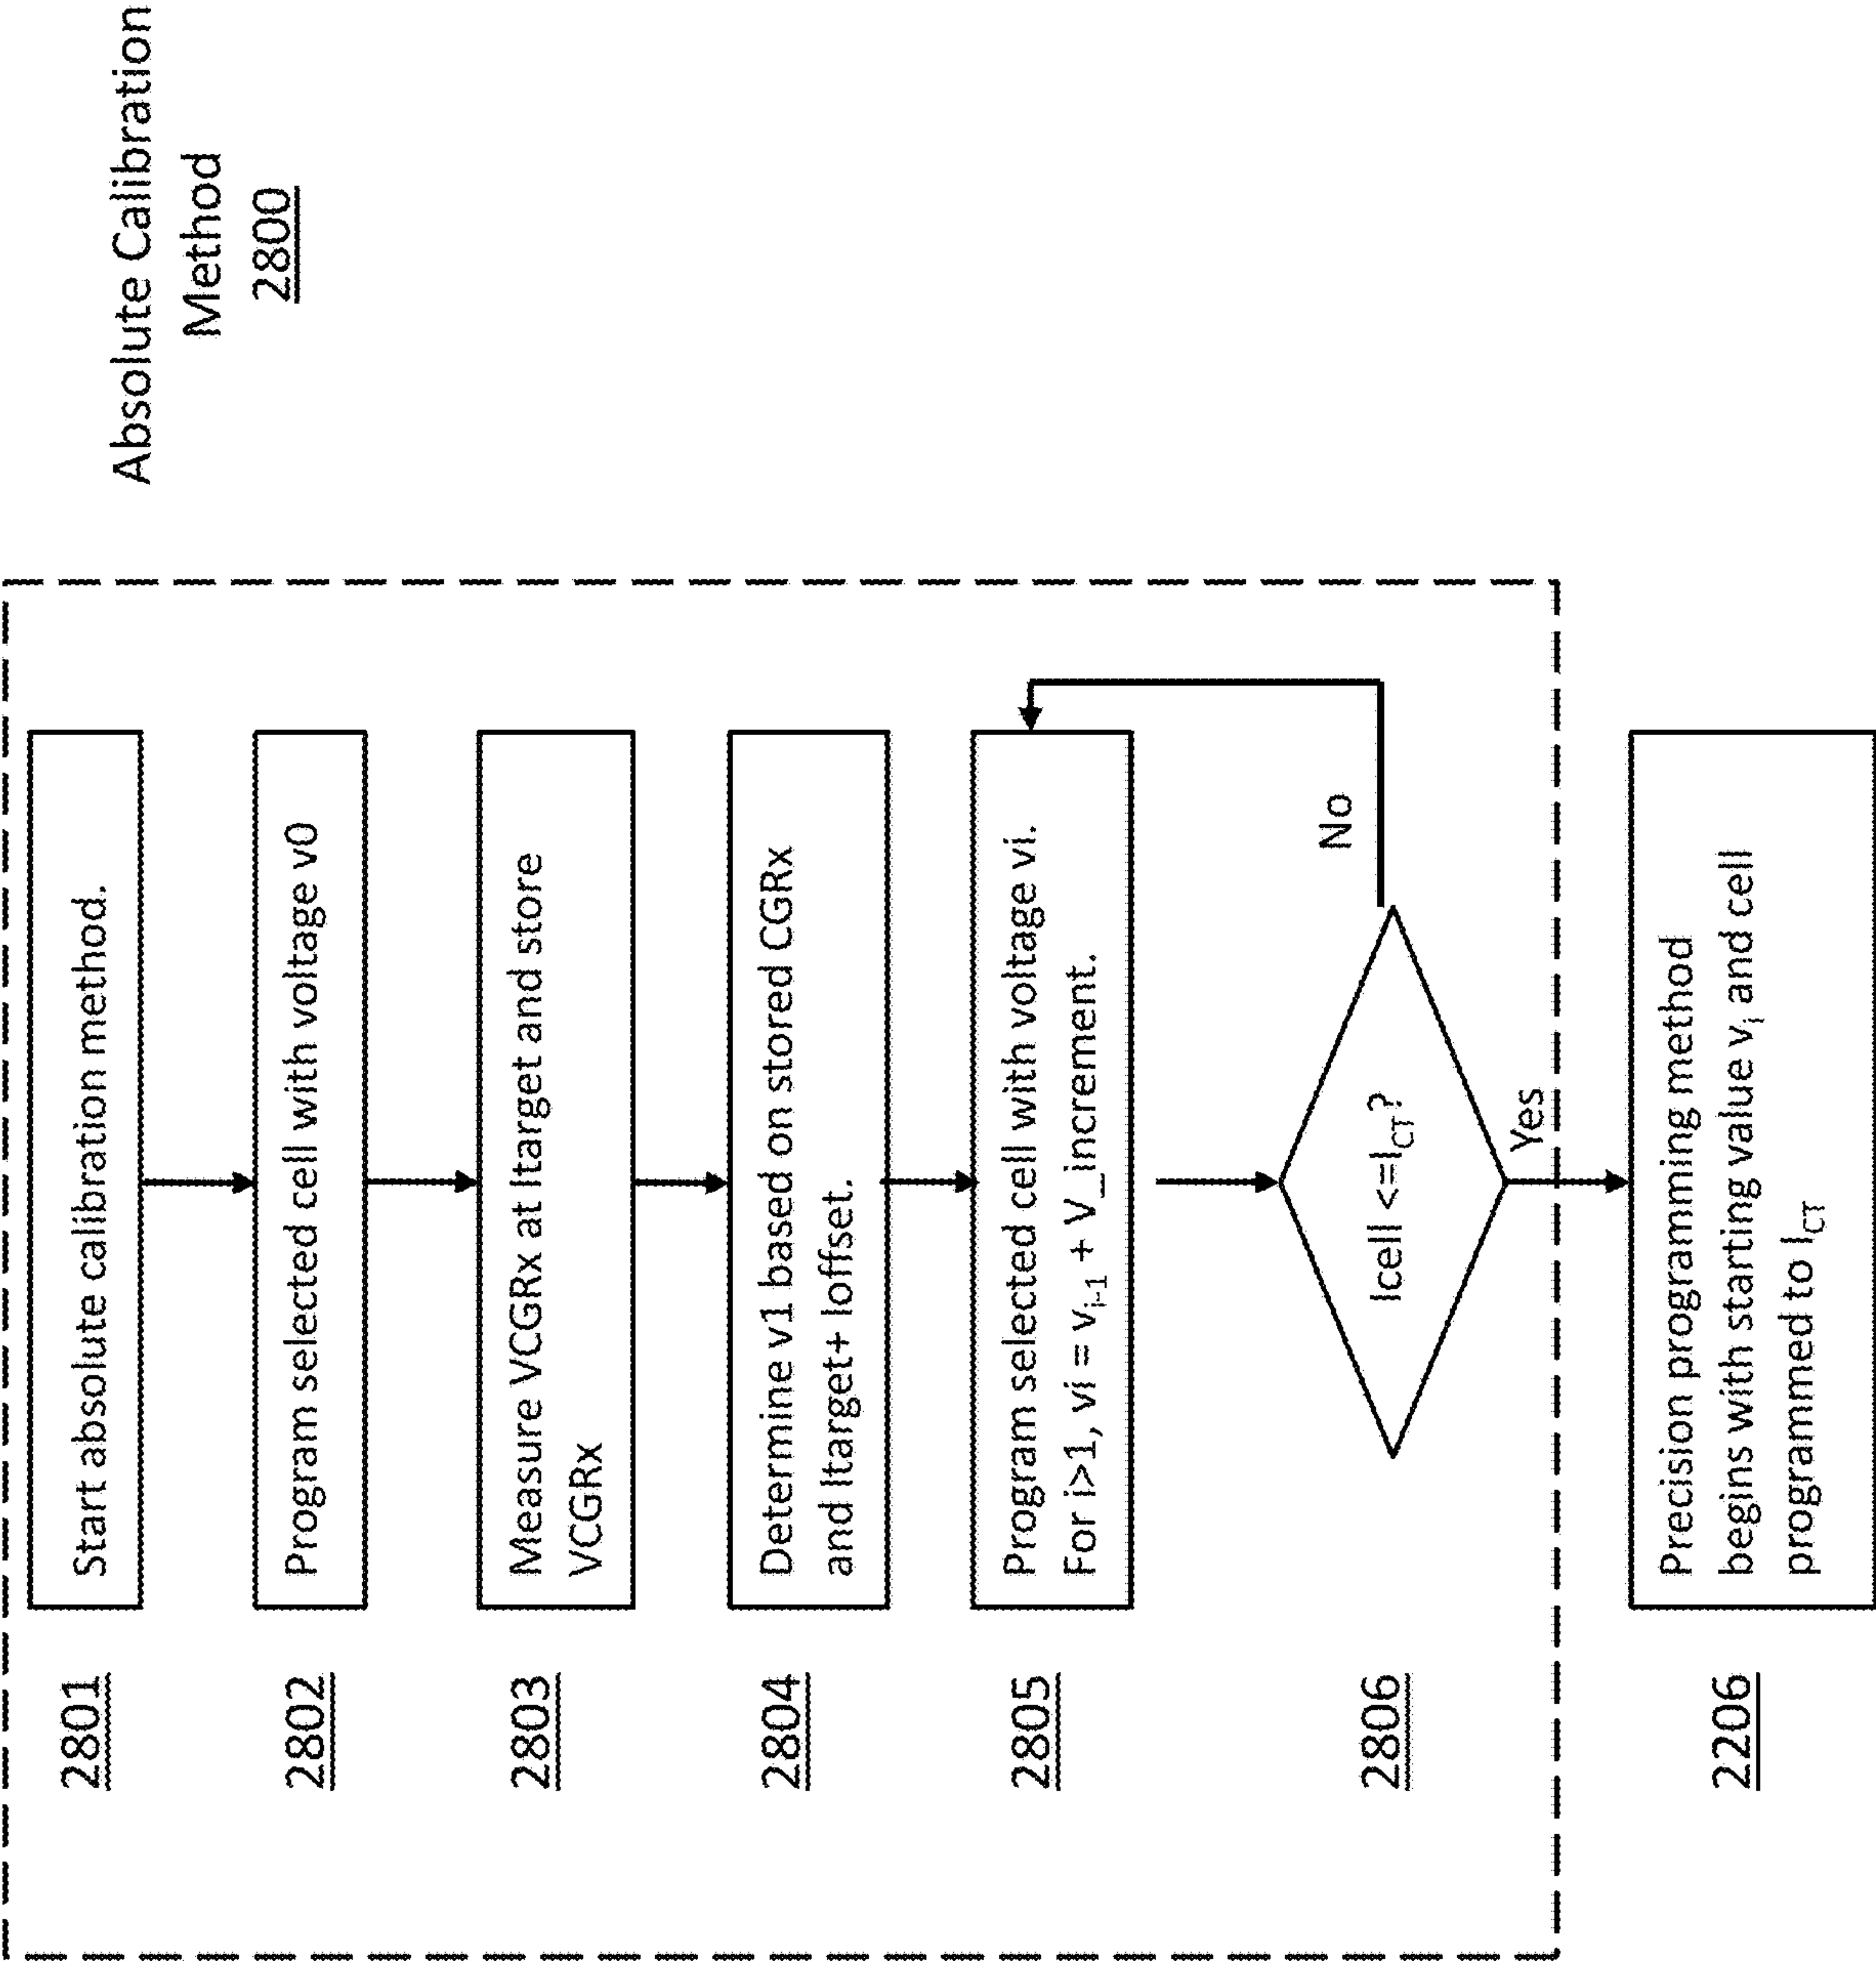 Absolute Calibration
Method
2800
2801
Start absolute calibration method.
2802
Program selected cell with voltage v0
2803
Measure VCGRx at Itarget and store
VCGRx
2804
Determine v1 based on stored CGRx
and Itarget+ Ioffset.
2805
Program selected cell with voltage vi.
For i>1, vi = vi-1 + V_increment.
2806
Icell <=ICT?
No
Yes
2206
Precision programming method
begins with starting value vi and cell
programmed to ICT